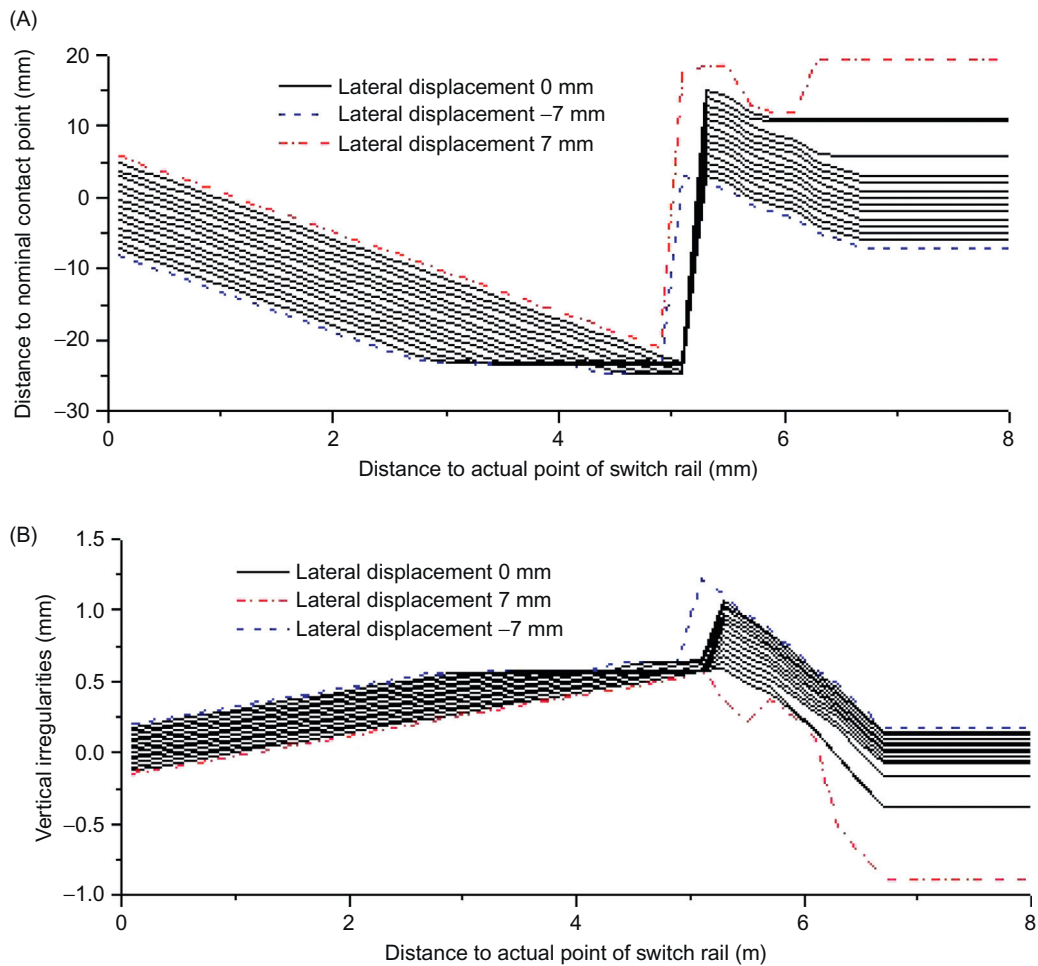 (A)
Distance to nominal contact point (mm)
20
10
0
−10
−20
−30
Lateral displacement 0 mm
Lateral displacement −7 mm
Lateral displacement 7 mm
0 2 4 6 8
Distance to actual point of switch rail (mm)
(B)
Vertical irregularities (mm)
1.5
1.0
0.5
0.0
−0.5
−1.0
Lateral displacement 0 mm
Lateral displacement 7 mm
Lateral displacement −7 mm
0 2 4 6 8
Distance to actual point of switch rail (m)